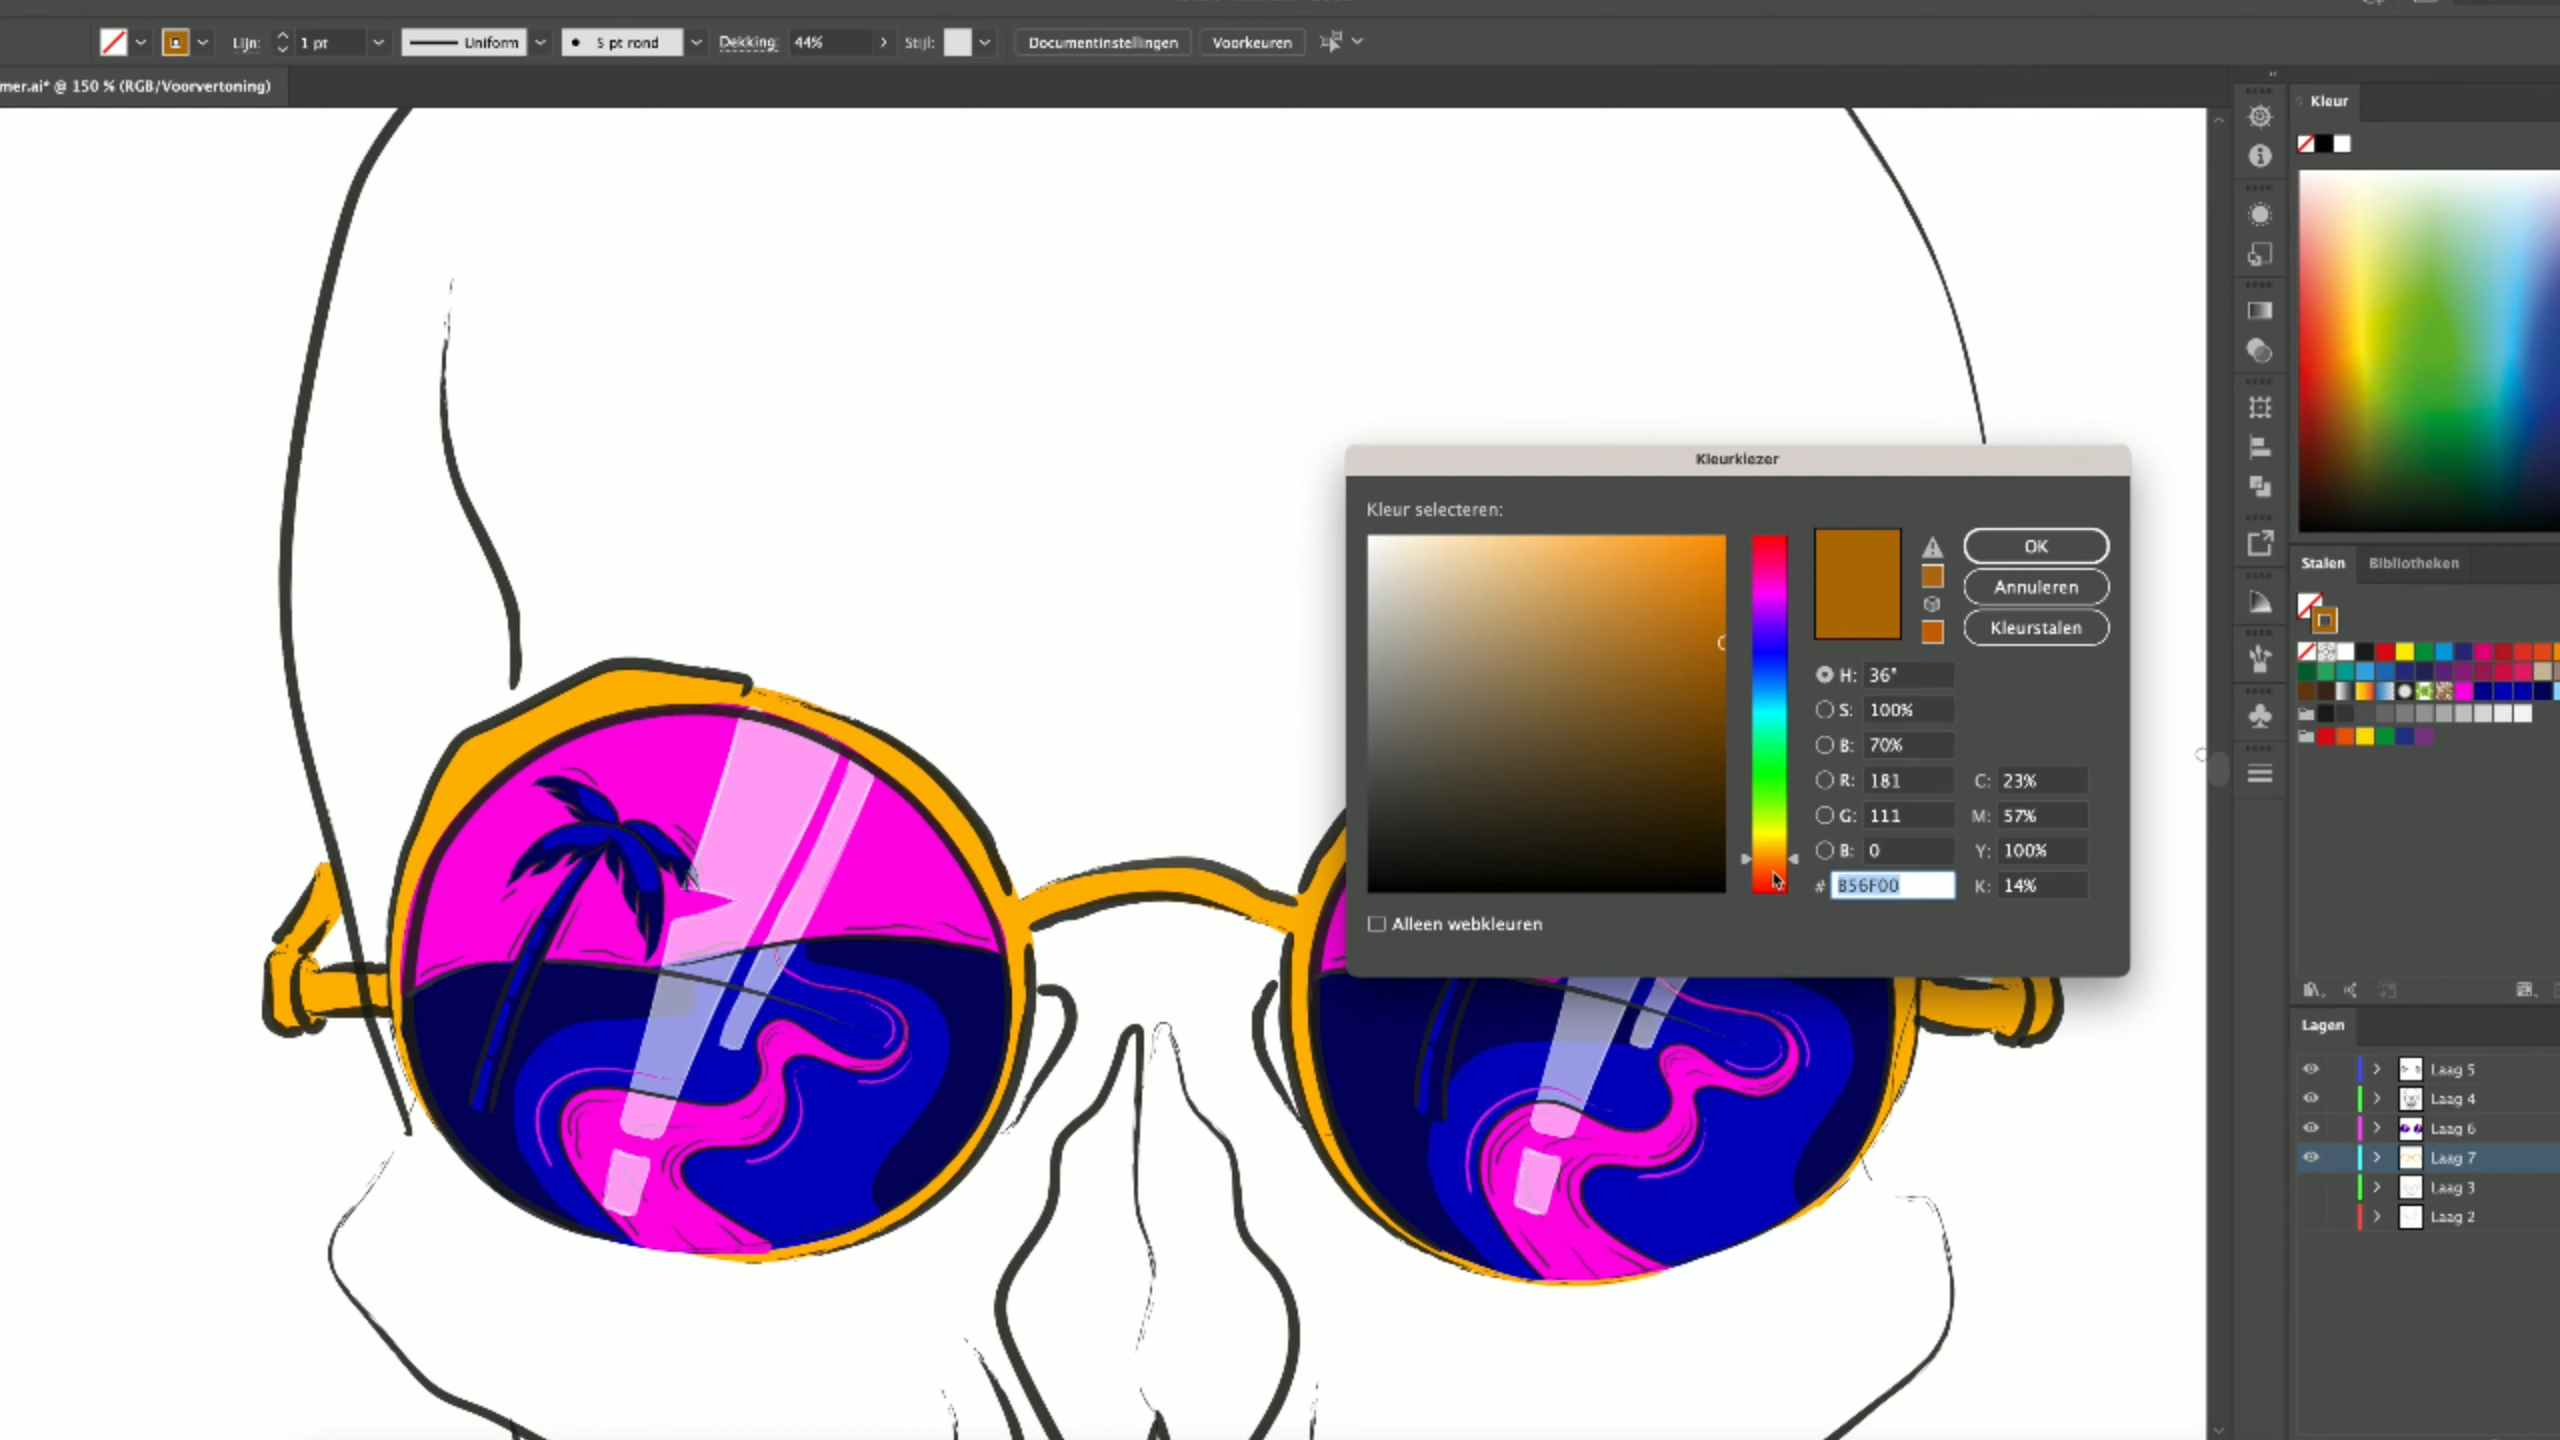 Lijn: 1 pt Uniform 5 pt rond Dekking: 44% Stijl: Documentinstellingen Voorkeuren
mer.ai* @ 150 % (RGB/Voorvertoning)
Kleur
Kleurkiezer
Kleur selecteren:
OK
Annuleren
Kleurstalen
H: 36°
S: 100%
B: 70%
R: 181 C: 23%
G: 111 M: 57%
B: 0 Y: 100%
# B56F00 K: 14%
Alleen webkleuren
Stalen Bibliotheken
Lagen
Laag 5
Laag 4
Laag 6
Laag 7
Laag 3
Laag 2